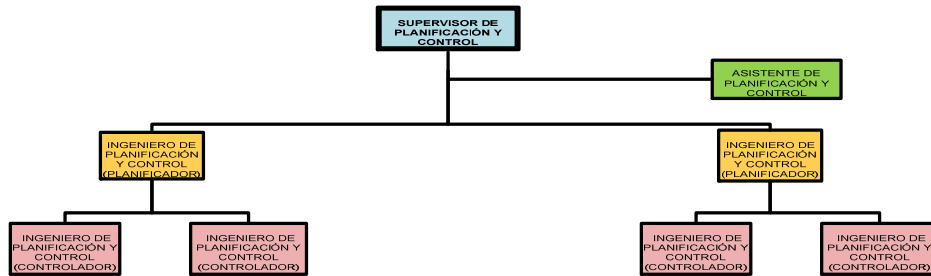 SUPERVISOR DE
PLANIFICACIÓN Y
CONTROL
ASISTENTE DE
PLANIFICACIÓN Y
CONTROL
INGENIERO DE
PLANIFICACIÓN
Y CONTROL
(PLANIFICADOR)
INGENIERO DE
PLANIFICACIÓN
Y CONTROL
(PLANIFICADOR)
INGENIERO DE
PLANIFICACIÓN Y
CONTROL
(CONTROLADOR)
INGENIERO DE
PLANIFICACIÓN Y
CONTROL
(CONTROLADOR)
INGENIERO DE
PLANIFICACIÓN Y
CONTROL
(CONTROLADOR)
INGENIERO DE
PLANIFICACIÓN Y
CONTROL
(CONTROLADOR)